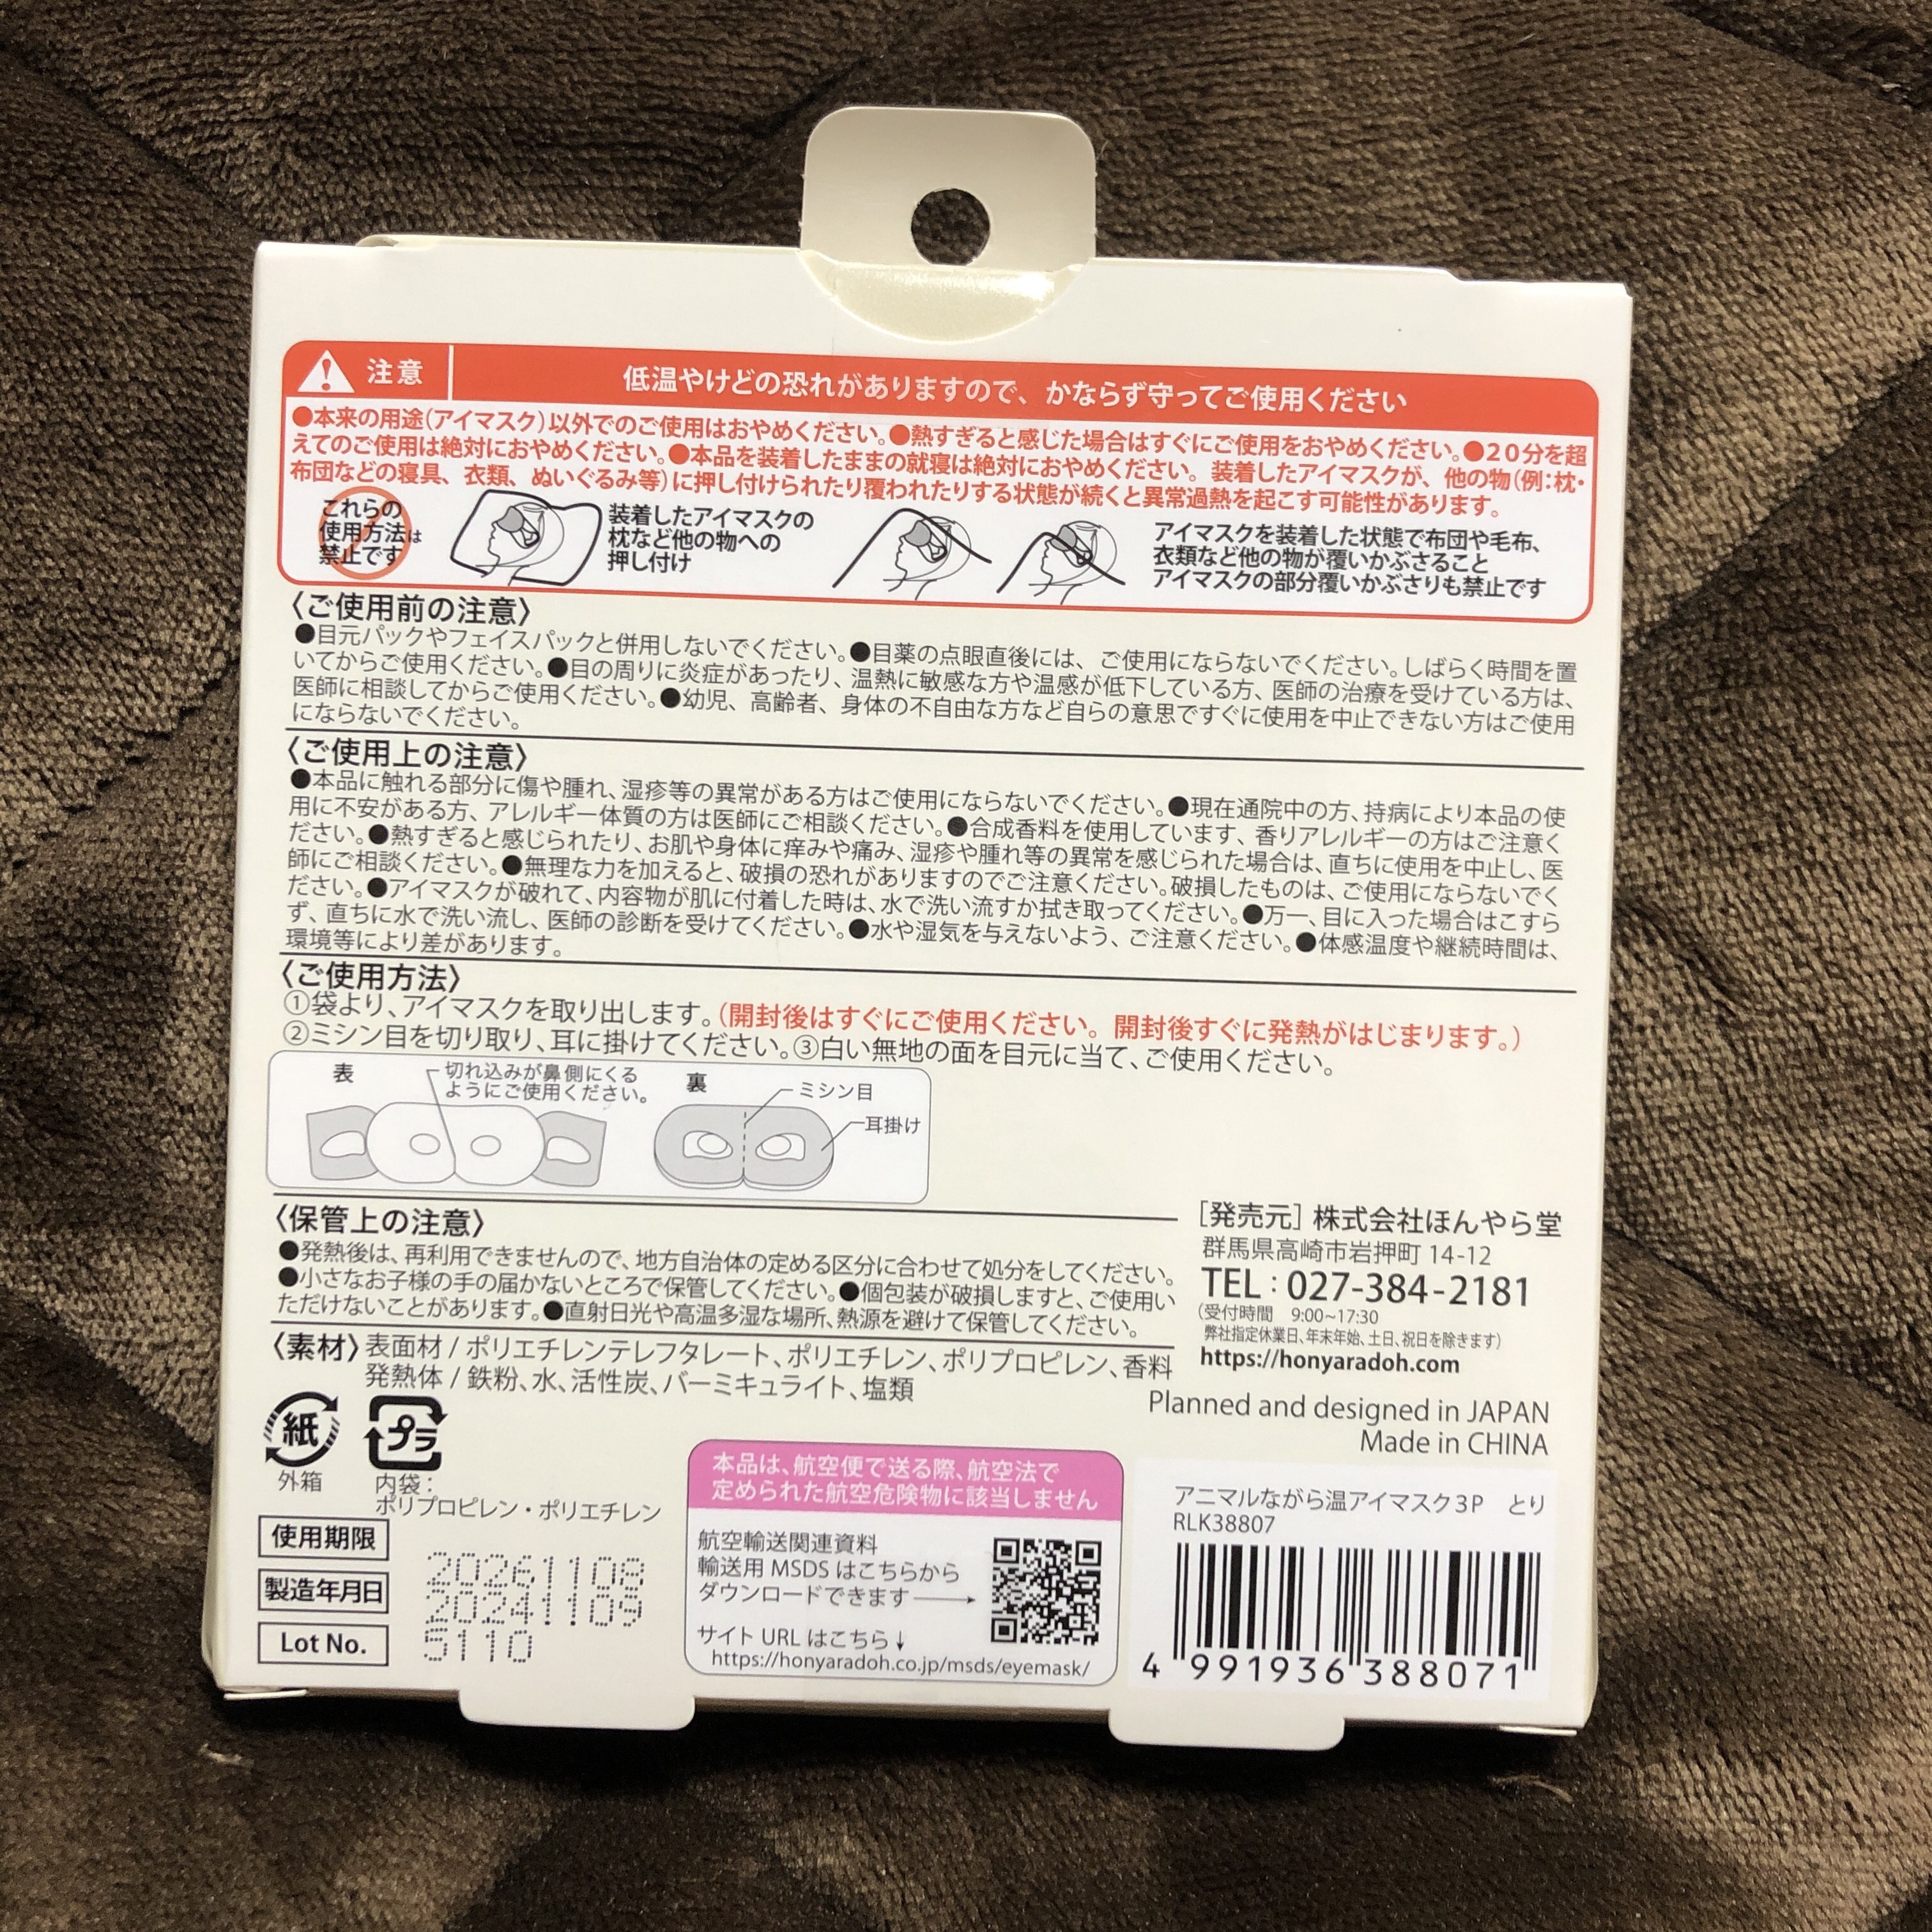 注意
低温やけどの恐れがありますので、かならず守ってご使用ください
●本来の用途(アイマスク)以外でのご使用はおやめください。●熱すぎると感じた場合はすぐにご使用をおやめください。●20分を超
えてのご使用は絶対におやめください。●本品を装着したままの就寝は絶対におやめください。装着したアイマスクが、他の物(例:枕・
布団などの寝具、衣類、ぬいぐるみ等)に押し付けられたり覆われたりする状態が続くと異常過熱を起こす可能性があります。
これらの
使用方法は
禁止です
装着したアイマスクの
枕など他の物への
押し付け
アイマスクを装着した状態で布団や毛布、
衣類など他の物が覆いかぶさること
アイマスクの部分覆いかぶさりも禁止です
〈ご使用前の注意〉
●目元パックやフェイスパックと併用しないでください。●目薬の点眼直後には、ご使用にならないでください。しばらく時間を置
いてからご使用ください。●目の周りに炎症があったり、温熱に敏感な方や温感が低下している方、医師の治療を受けている方は、
医師に相談してからご使用ください。●幼児、高齢者、身体の不自由な方など自らの意思ですぐに使用を中止できない方はご使用
にならないでください。
〈ご使用上の注意〉
●本品に触れる部分に傷や腫れ、湿疹等の異常がある方はご使用にならないでください。●現在通院中の方、持病により本品の使
用に不安がある方、アレルギー体質の方は医師にご相談ください。●合成香料を使用しています、香りアレルギーの方はご注意く
ださい。●熱すぎると感じられたり、お肌や身体に痒みや痛み、湿疹や腫れ等の異常を感じられた場合は、直ちに使用を中止し、医
師にご相談ください。●無理な力を加えると、破損の恐れがありますのでご注意ください。破損したものは、ご使用にならないでく
ださい。●アイマスクが破れて、内容物が肌に付着した時は、水で洗い流すか拭き取ってください。●万一、目に入った場合はこすら
ず、直ちに水で洗い流し、医師の診断を受けてください。●水や湿気を与えないよう、ご注意ください。●体感温度や継続時間は、
環境等により差があります。
〈ご使用方法〉
①袋より、アイマスクを取り出します。(開封後はすぐにご使用ください。開封後すぐに発熱がはじまります。)
②ミシン目を切り取り、耳に掛けてください。③白い無地の面を目元に当て、ご使用ください。
表
切れ込みが鼻側にくる
ようにご使用ください。
裏
ミシン目
耳掛け
〈保管上の注意〉
●発熱後は、再利用できませんので、地方自治体の定める区分に合わせて処分をしてください。
●小さなお子様の手の届かないところで保管してください。●個包装が破損しますと、ご使用い
ただけないことがあります。●直射日光や高温多湿な場所、熱源を避けて保管してください。
〈素材〉表面材/ポリエチレンテレフタレート、ポリエチレン、ポリプロピレン、香料
発熱体/鉄粉、水、活性炭、バーミキュライト、塩類
[発売元] 株式会社ほんやら堂
群馬県高崎市岩押町 14-12
TEL:027-384-2181
(受付時間 9:00~17:30
弊社指定休業日、年末年始、土日、祝日を除きます)
https://honyaradoh.com
Planned and designed in JAPAN
Made in CHINA
紙
外箱
プラ
内袋:
ポリプロピレン・ポリエチレン
使用期限
20261108
製造年月日
20241109
Lot No.
5110
本品は、航空便で送る際、航空法で
定められた航空危険物に該当しません
航空輸送関連資料
輸送用 MSDS はこちらから
ダウンロードできます
サイト URL はこちら↓
https://honyaradoh.co.jp/msds/eyemask/
アニマルながら温アイマスク3P とり
RLK38807
4 991936 388071